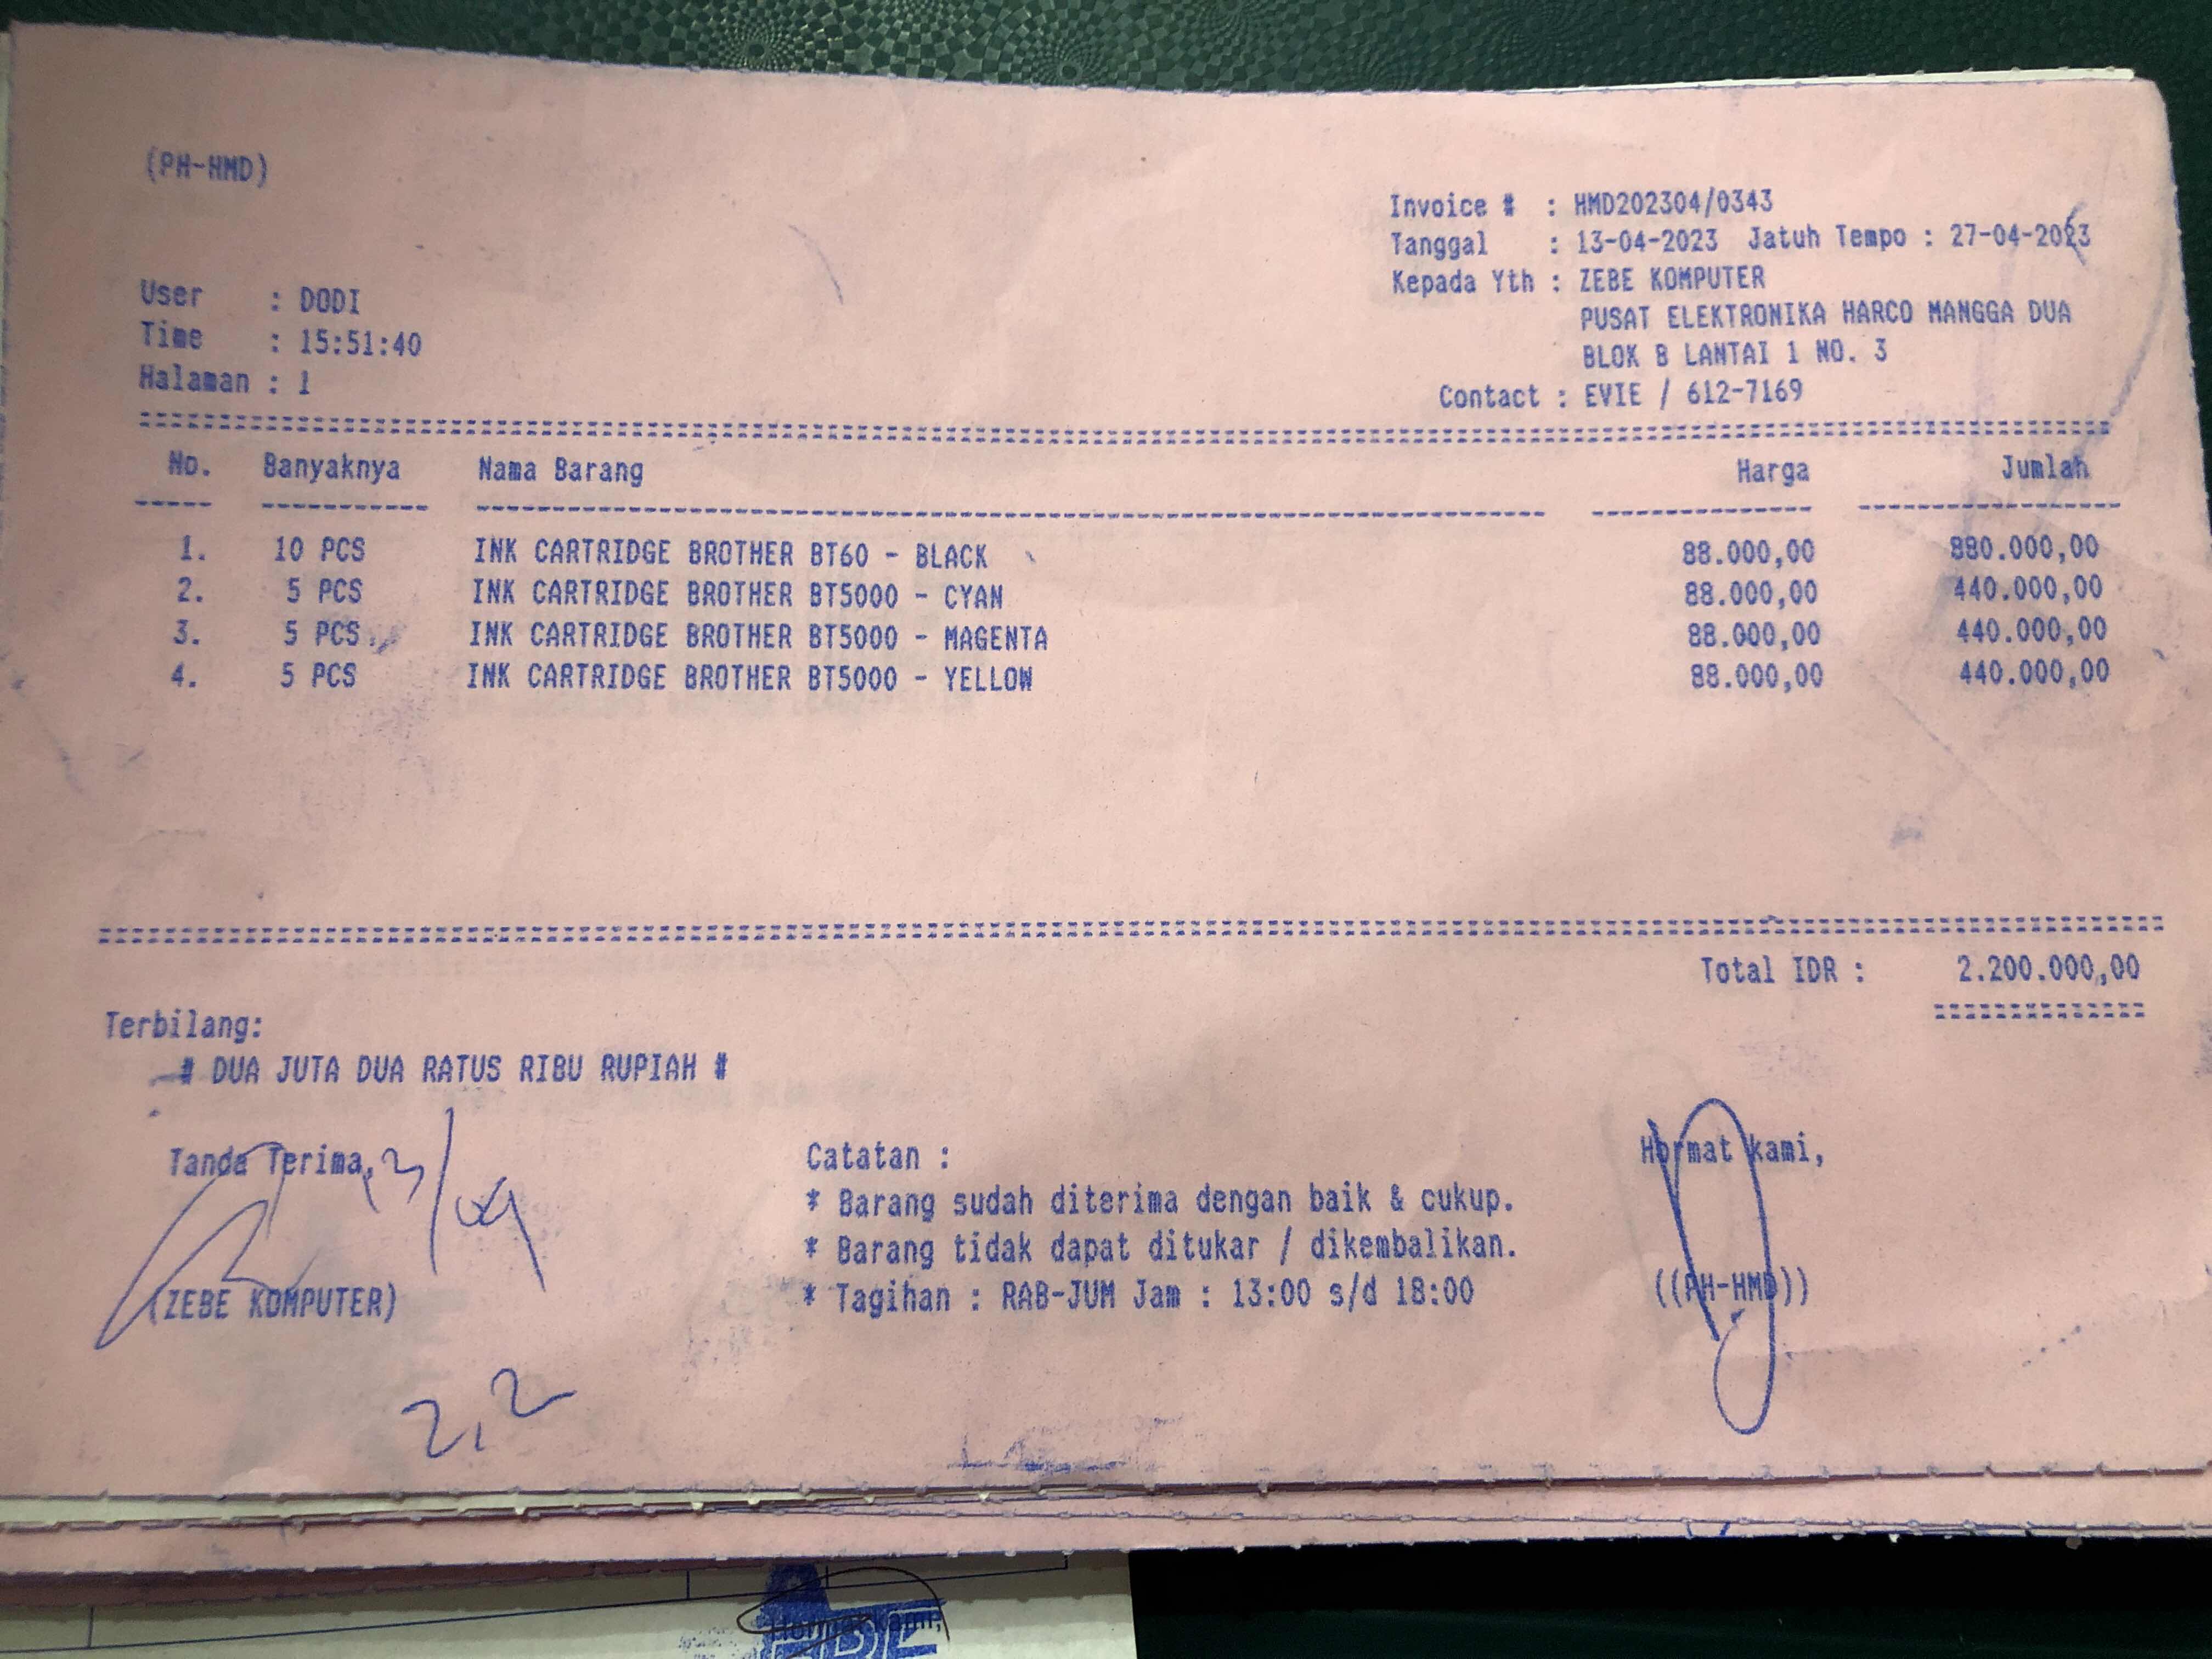 (PH-HMD)
Invoice # : HMD202304/0343
Tanggal : 13-04-2023 Jatuh Tempo : 27-04-2023
Kepada Yth : ZEBE KOMPUTER
PUSAT ELEKTRONIKA HARCO MANGGA DUA
BLOK B LANTAI 1 NO. 3
Contact : EVIE / 612-7169
User : DODI
Time : 15:51:40
Halaman : 1
No. Banyaknya Nama Barang Harga Jumlah
1. 10 PCS INK CARTRIDGE BROTHER BT60 - BLACK 88.000,00 880.000,00
2. 5 PCS INK CARTRIDGE BROTHER BT5000 - CYAN 88.000,00 440.000,00
3. 5 PCS INK CARTRIDGE BROTHER BT5000 - MAGENTA 88.000,00 440.000,00
4. 5 PCS INK CARTRIDGE BROTHER BT5000 - YELLOW 88.000,00 440.000,00
Total IDR : 2.200.000,00
Terbilang:
# DUA JUTA DUA RATUS RIBU RUPIAH #
Tanda Terima,
(ZEBE KOMPUTER)
2,2
Catatan :
* Barang sudah diterima dengan baik & cukup.
* Barang tidak dapat ditukar / dikembalikan.
* Tagihan : RAB-JUM Jam : 13:00 s/d 18:00
Hormat kami,
((PH-HMD))
Hormat kami,